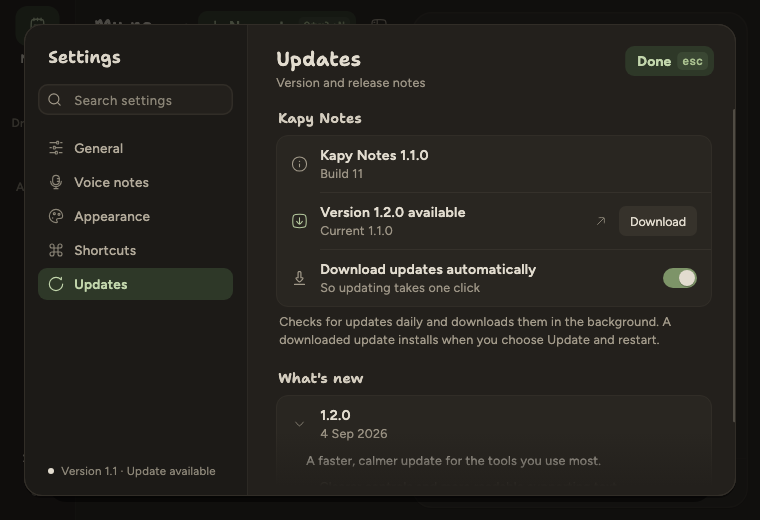 Settings
Search settings
General
Voice notes
Appearance
Shortcuts
Updates
Version 1.1 · Update available
Updates
Version and release notes
Done esc
Kapy Notes
Kapy Notes 1.1.0
Build 11
Version 1.2.0 available
Current 1.1.0
Download
Download updates automatically
So updating takes one click
Checks for updates daily and downloads them in the background. A
downloaded update installs when you choose Update and restart.
What's new
1.2.0
4 Sep 2026
A faster, calmer update for the tools you use most.